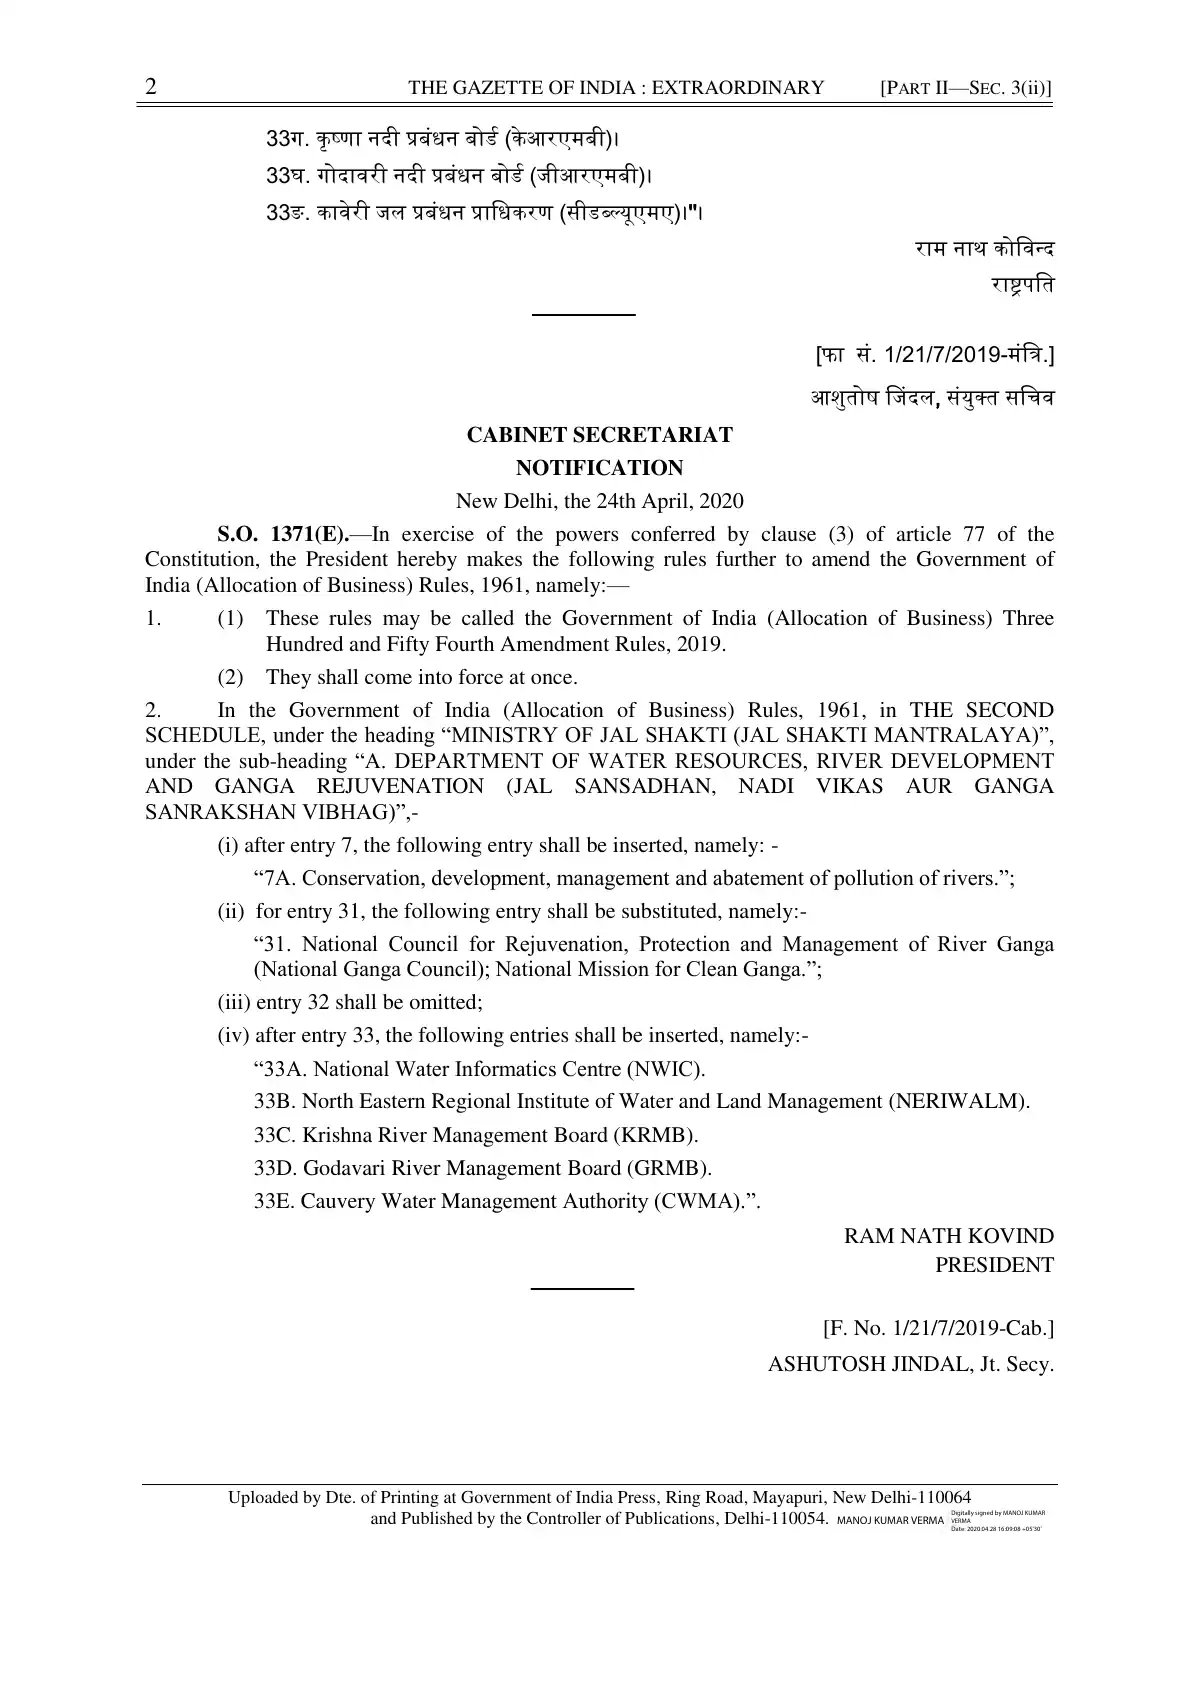 2 THE GAZETTE OF INDIA : EXTRAORDINARY [PART II—SEC. 3(ii)]
33ग. कृष्णा नदी प्रबंधन बोर्ड (केआरएमबी)।
33घ. गोदावरी नदी प्रबंधन बोर्ड (जीआरएमबी)।
33ङ. कावेरी जल प्रबंधन प्राधिकरण (सीडब्ल्यूएमए)।"।
राम नाथ कोविन्द
राष्ट्रपति
[फा सं. 1/21/7/2019-मंत्रि.]
आशुतोष जिंदल, संयुक्त सचिव
CABINET SECRETARIAT
NOTIFICATION
New Delhi, the 24th April, 2020
S.O. 1371(E).—In exercise of the powers conferred by clause (3) of article 77 of the
Constitution, the President hereby makes the following rules further to amend the Government of
India (Allocation of Business) Rules, 1961, namely:—
1. (1) These rules may be called the Government of India (Allocation of Business) Three
Hundred and Fifty Fourth Amendment Rules, 2019.
(2) They shall come into force at once.
2. In the Government of India (Allocation of Business) Rules, 1961, in THE SECOND
SCHEDULE, under the heading “MINISTRY OF JAL SHAKTI (JAL SHAKTI MANTRALAYA)”,
under the sub-heading “A. DEPARTMENT OF WATER RESOURCES, RIVER DEVELOPMENT
AND GANGA REJUVENATION (JAL SANSADHAN, NADI VIKAS AUR GANGA
SANRAKSHAN VIBHAG)”,-
(i) after entry 7, the following entry shall be inserted, namely: -
“7A. Conservation, development, management and abatement of pollution of rivers.”;
(ii) for entry 31, the following entry shall be substituted, namely:-
“31. National Council for Rejuvenation, Protection and Management of River Ganga
(National Ganga Council); National Mission for Clean Ganga.”;
(iii) entry 32 shall be omitted;
(iv) after entry 33, the following entries shall be inserted, namely:-
“33A. National Water Informatics Centre (NWIC).
33B. North Eastern Regional Institute of Water and Land Management (NERIWALM).
33C. Krishna River Management Board (KRMB).
33D. Godavari River Management Board (GRMB).
33E. Cauvery Water Management Authority (CWMA).”.
RAM NATH KOVIND
PRESIDENT
[F. No. 1/21/7/2019-Cab.]
ASHUTOSH JINDAL, Jt. Secy.
Uploaded by Dte. of Printing at Government of India Press, Ring Road, Mayapuri, New Delhi-110064
and Published by the Controller of Publications, Delhi-110054. MANOJ KUMAR VERMA
Digitally signed by MANOJ KUMAR
VERMA
Date: 2020.04.28 16:09:08 +05'30'